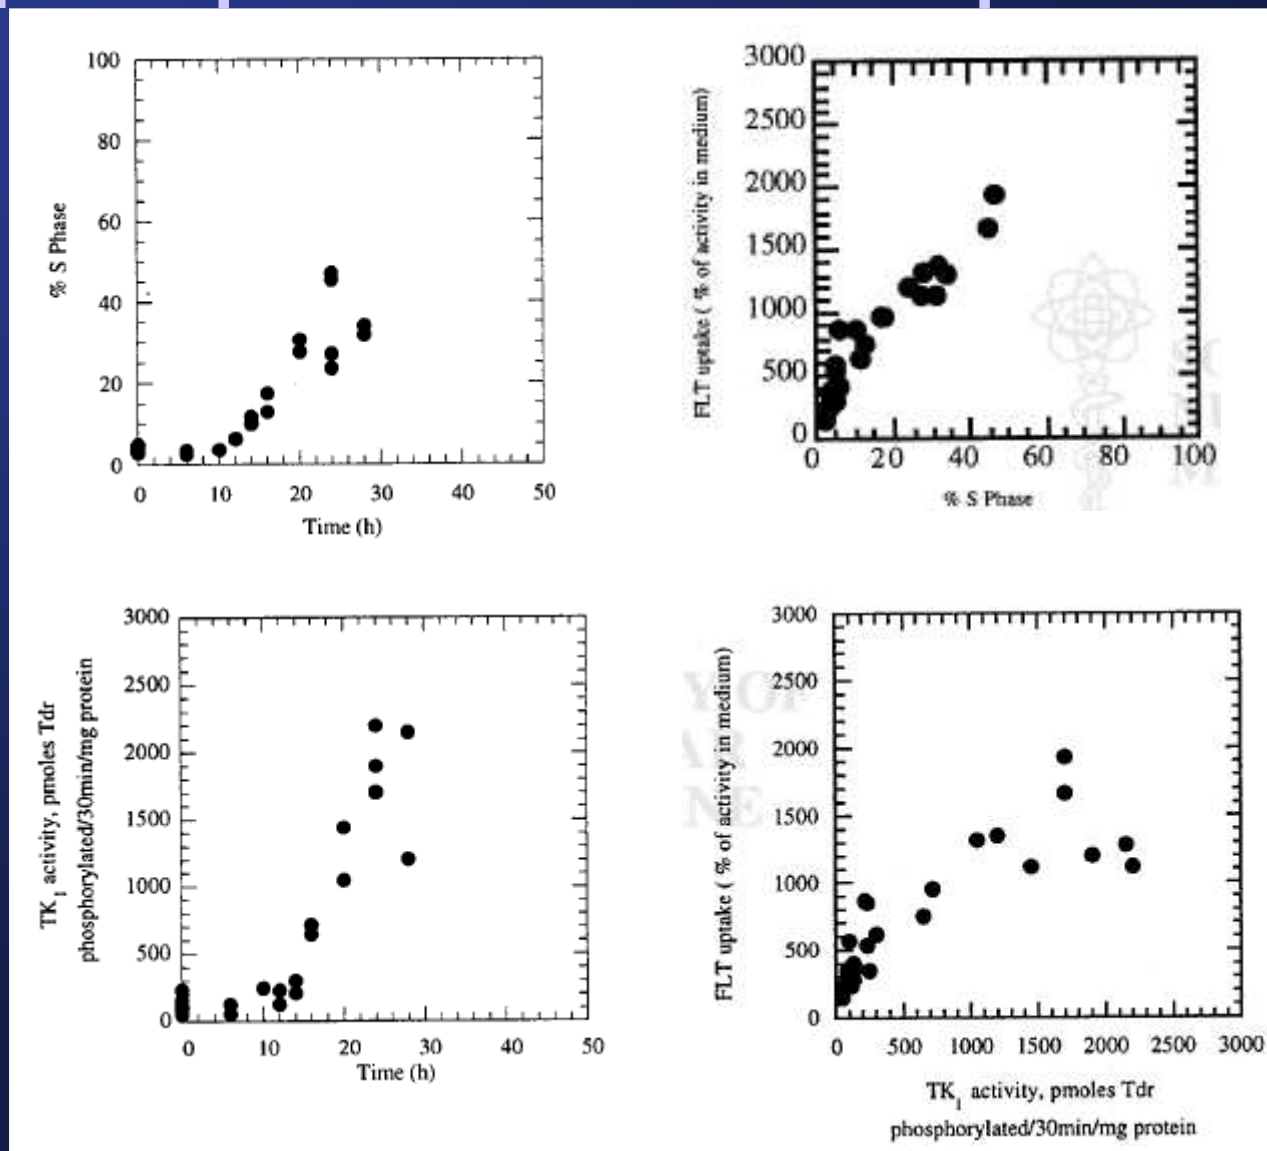 100
80
60
40
20
0
% S Phase
0 10 20 30 40 50
Time (h)
3000
2500
2000
1500
1000
500
0
FLT uptake ( % of activity in medium)
0 20 40 60 80 100
% S Phase
3000
2500
2000
1500
1000
500
0
TK1 activity, pmoles Tdr
phosphorylated/30min/mg protein
0 10 20 30 40 50
Time (h)
3000
2500
2000
1500
1000
500
0
FLT uptake ( % of activity in medium)
0 500 1000 1500 2000 2500 3000
TK1 activity, pmoles Tdr
phosphorylated/30min/mg protein
Y OF
AR
NE